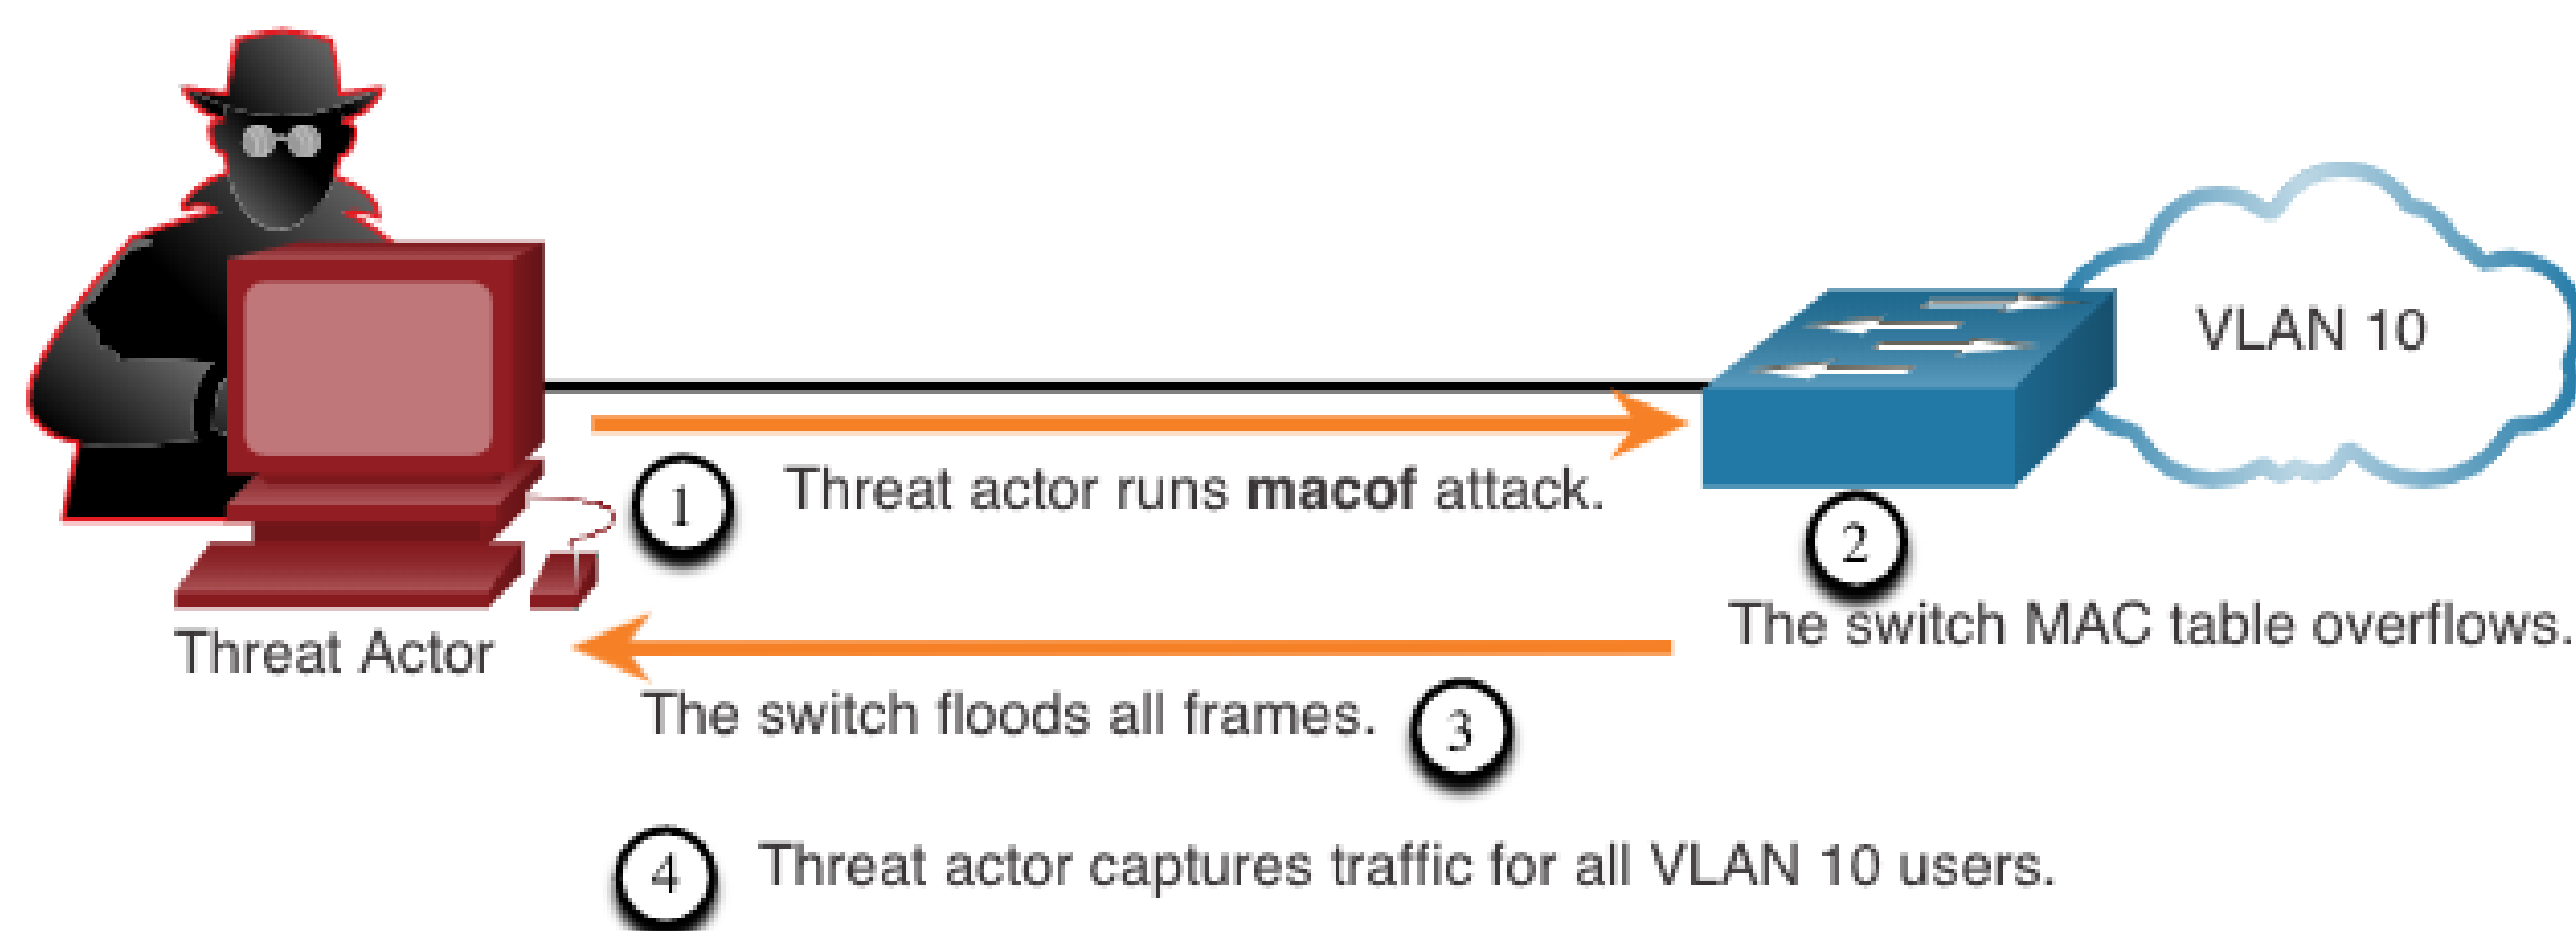 VLAN 10
1 Threat actor runs macof attack.
2
The switch MAC table overflows.
Threat Actor
The switch floods all frames. 3
4 Threat actor captures traffic for all VLAN 10 users.